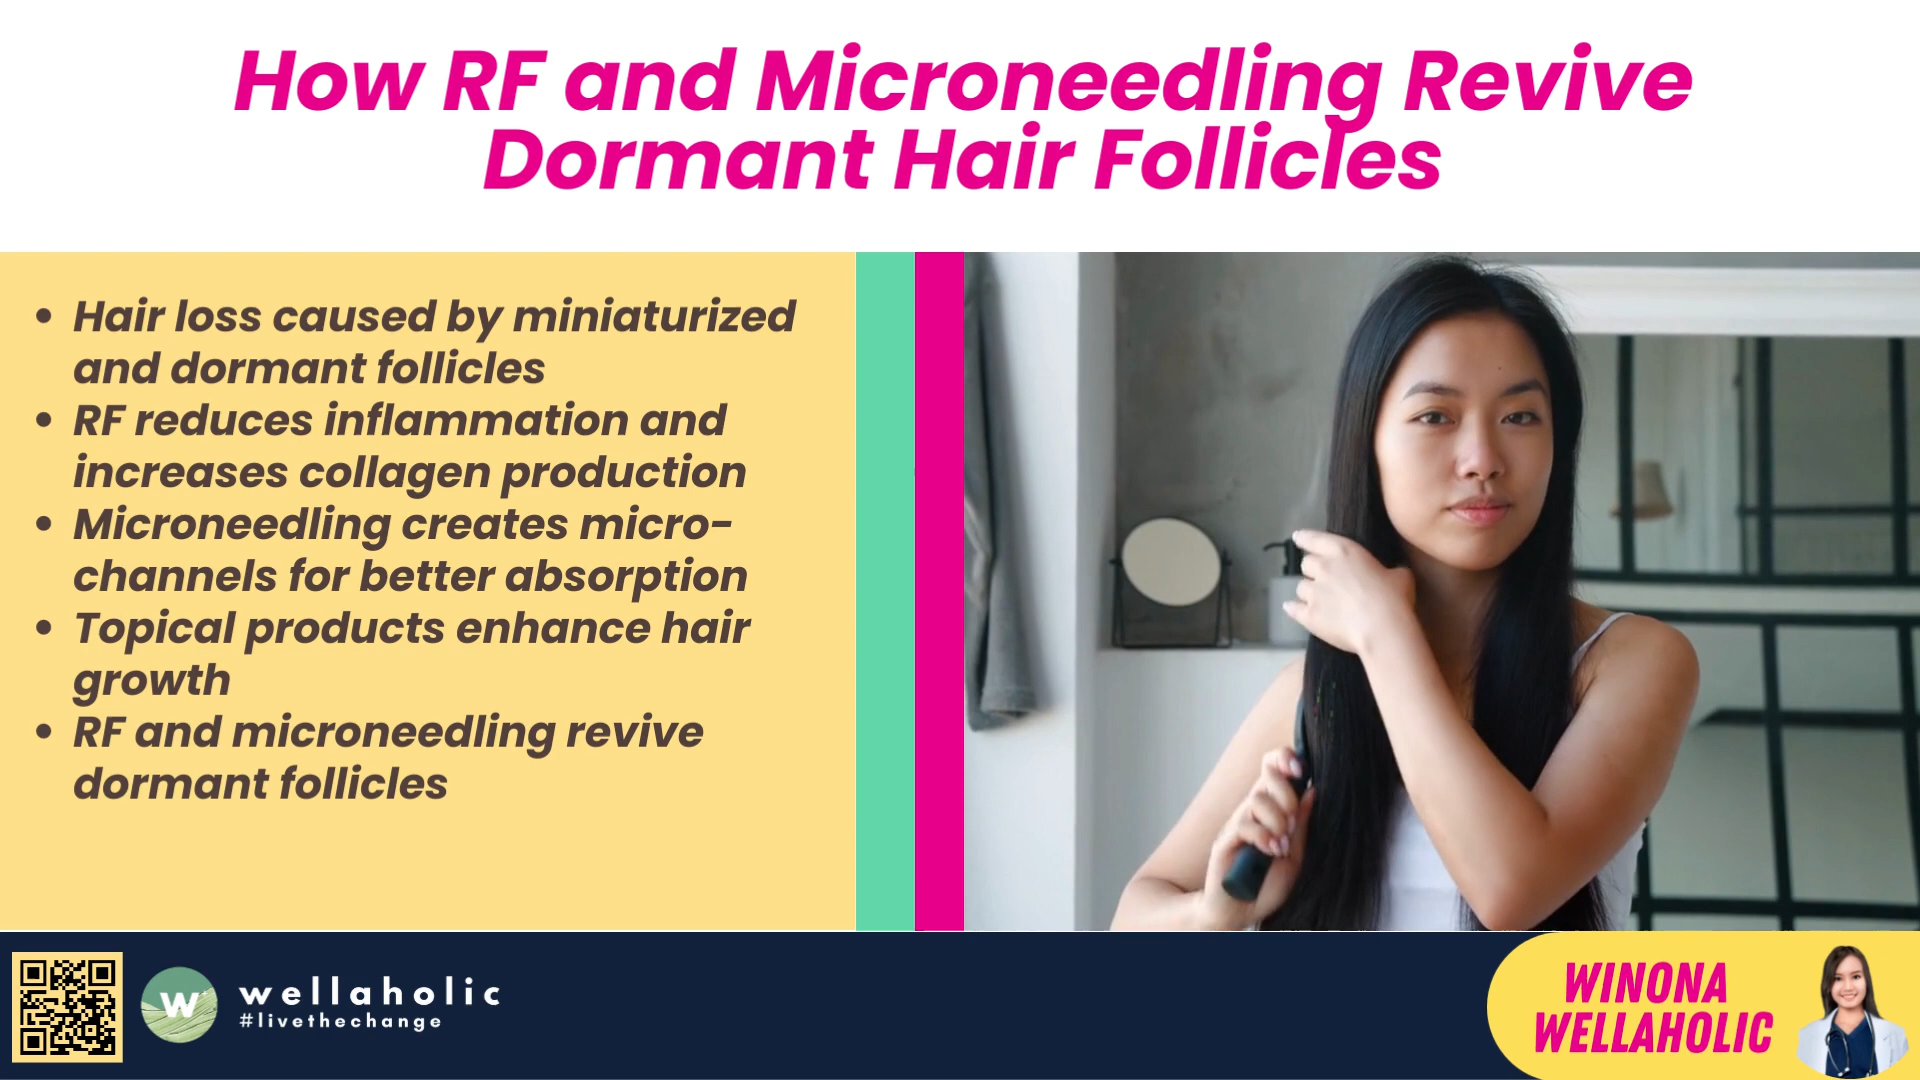 How RF and Microneedling Revive
Dormant Hair Follicles
• Hair loss caused by miniaturized
and dormant follicles
• RF reduces inflammation and
increases collagen production
• Microneedling creates micro-
channels for better absorption
• Topical products enhance hair
growth
• RF and microneedling revive
dormant follicles
w
wellaholic
#livethechange
WINONA
WELLAHOLIC